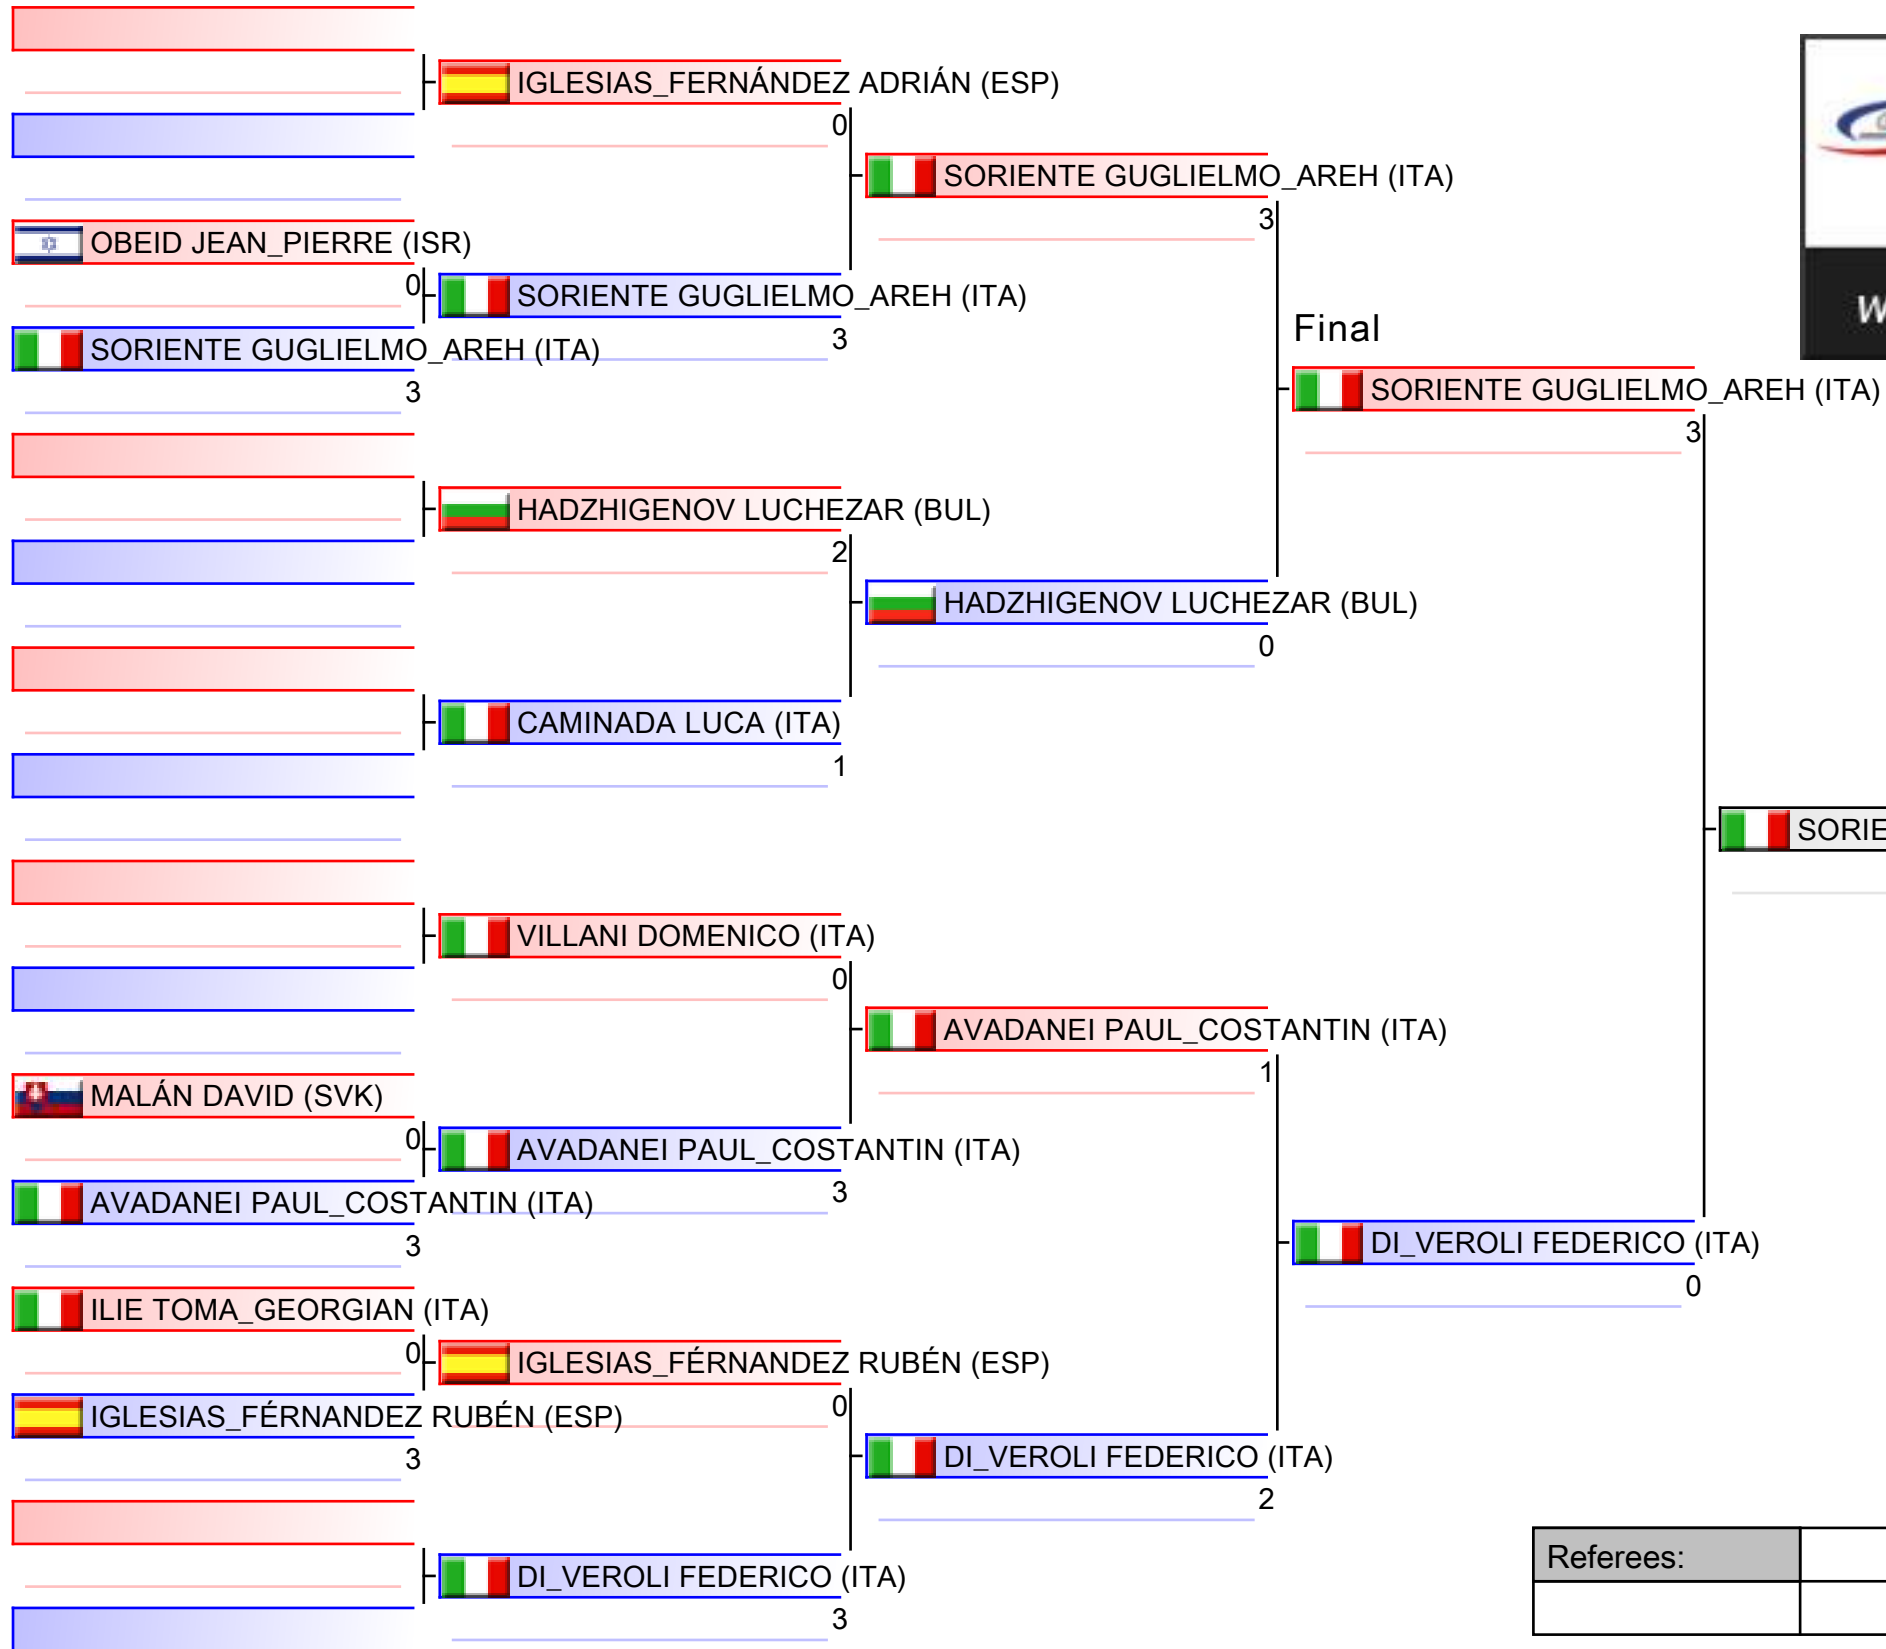 IGLESIAS_FERNÁNDEZ ADRIÁN (ESP)
0
SORIENTE GUGLIELMO_AREH (ITA)
3
OBEID JEAN_PIERRE (ISR)
0
SORIENTE GUGLIELMO_AREH (ITA)
3
SORIENTE GUGLIELMO_AREH (ITA)
3
Final
SORIENTE GUGLIELMO_AREH (ITA)
3
HADZHIGENOV LUCHEZAR (BUL)
2
HADZHIGENOV LUCHEZAR (BUL)
0
CAMINADA LUCA (ITA)
1
SORIE
VILLANI DOMENICO (ITA)
0
AVADANEI PAUL_COSTANTIN (ITA)
1
MALÁN DAVID (SVK)
0
AVADANEI PAUL_COSTANTIN (ITA)
3
AVADANEI PAUL_COSTANTIN (ITA)
3
DI_VEROLI FEDERICO (ITA)
0
ILIE TOMA_GEORGIAN (ITA)
0
IGLESIAS_FÉRNANDEZ RUBÉN (ESP)
0
IGLESIAS_FÉRNANDEZ RUBÉN (ESP)
3
DI_VEROLI FEDERICO (ITA)
2
DI_VEROLI FEDERICO (ITA)
3
Referees:
W